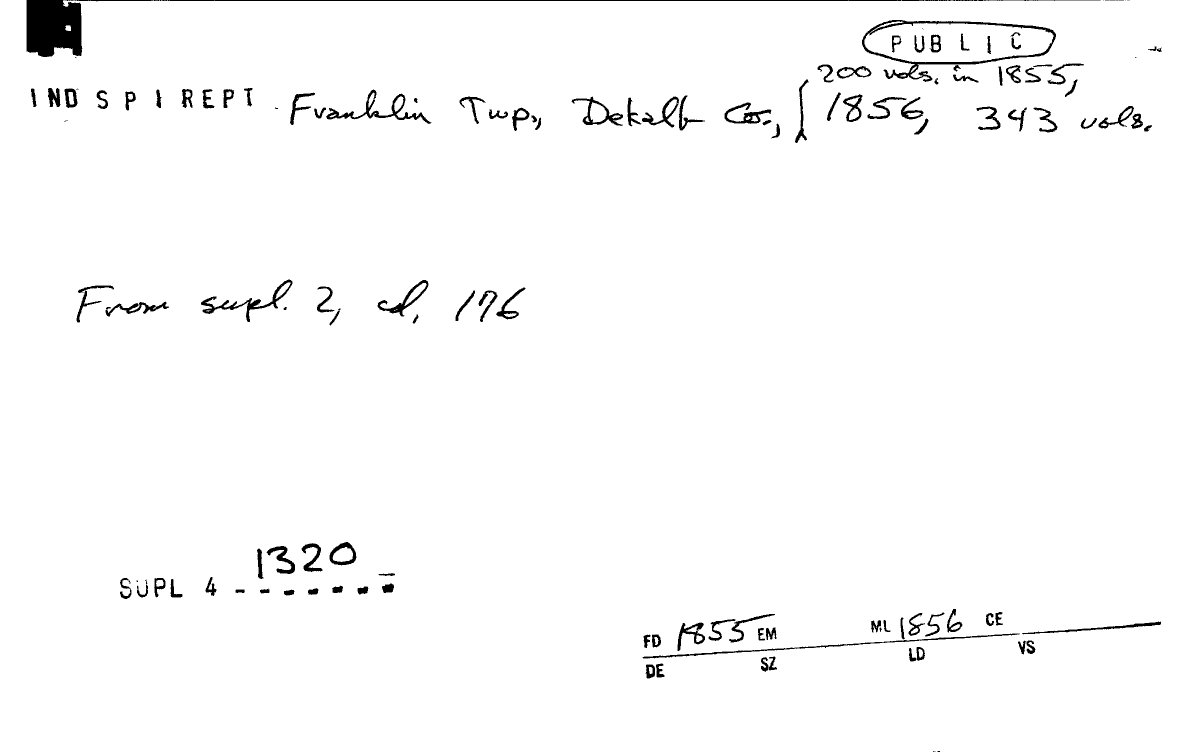 PUBLIC
200 vols. in 1855,
IND SPI REPT. Franklin Twp., Dekalb Co., 1856, 343 vols.
From supl. 2, cd, 176
1320
SUPL 4 -------
FD 1855 EM ML 1856 CE
DE SZ LD VS